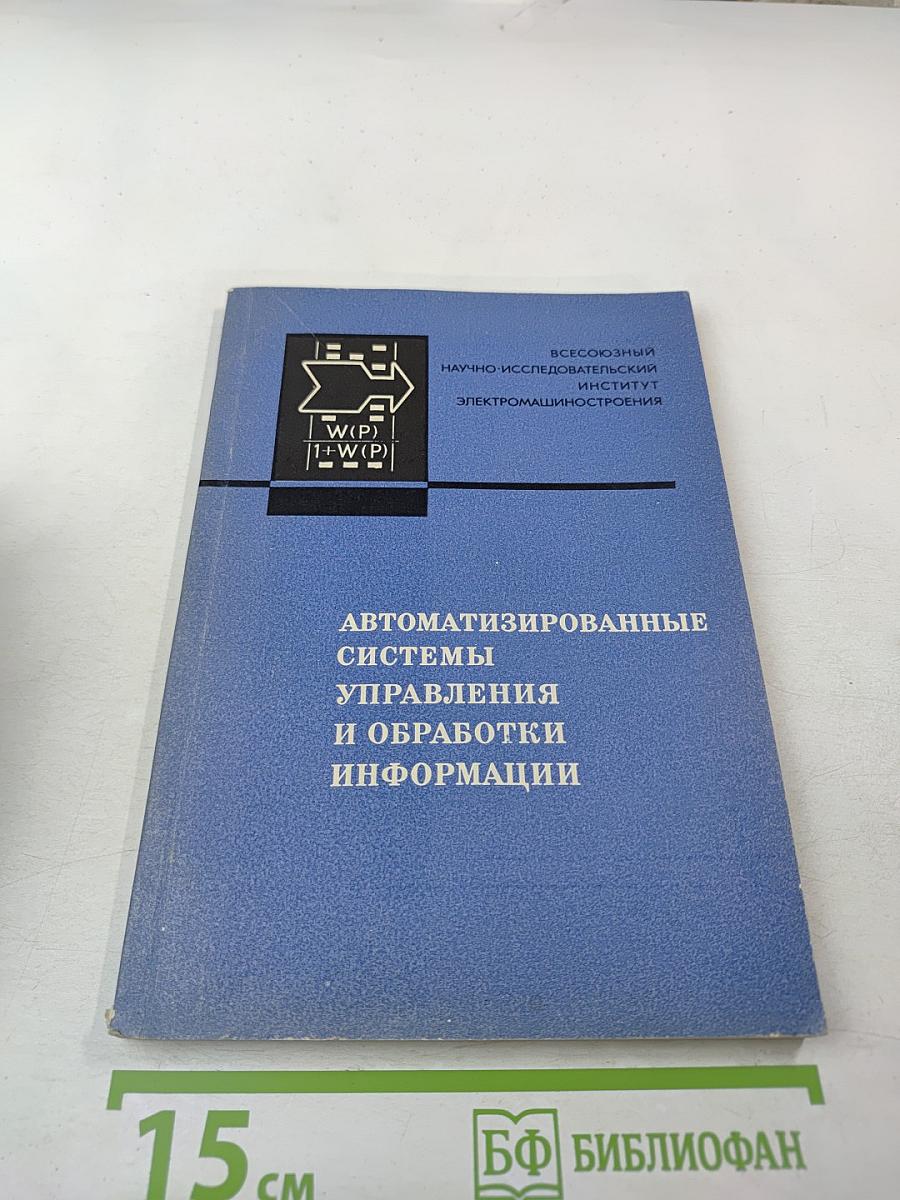 ВСЕСОЮЗНЫЙ
НАУЧНО-ИССЛЕДОВАТЕЛЬСКИЙ
ИНСТИТУТ
ЭЛЕКТРОМАШИНОСТРОЕНИЯ
W(P)
1+W(P)
АВТОМАТИЗИРОВАННЫЕ
СИСТЕМЫ
УПРАВЛЕНИЯ
И ОБРАБОТКИ
ИНФОРМАЦИИ
15 см
БФ БИБЛИОФАН